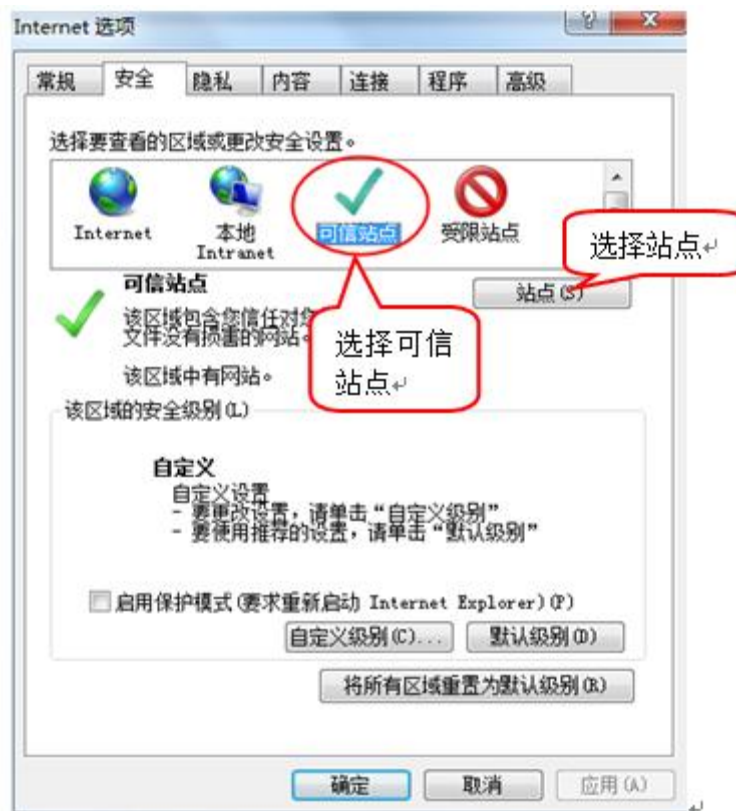 Internet 选项
常规 安全 隐私 内容 连接 程序 高级
选择要查看的区域或更改安全设置。
Internet
本地
Intranet
可信站点
受限站点
选择站点
可信站点
站点(S)
该区域包含您信任对您
文件没有损害的网站。
该区域中有网站。
选择可信
站点
该区域的安全级别(L)
自定义
自定义设置
- 要更改设置，请单击“自定义级别”
- 要使用推荐的设置，请单击“默认级别”
启用保护模式(要求重新启动 Internet Explorer)(P)
自定义级别(C)... 默认级别(D)
将所有区域重置为默认级别(R)
确定 取消 应用(A)